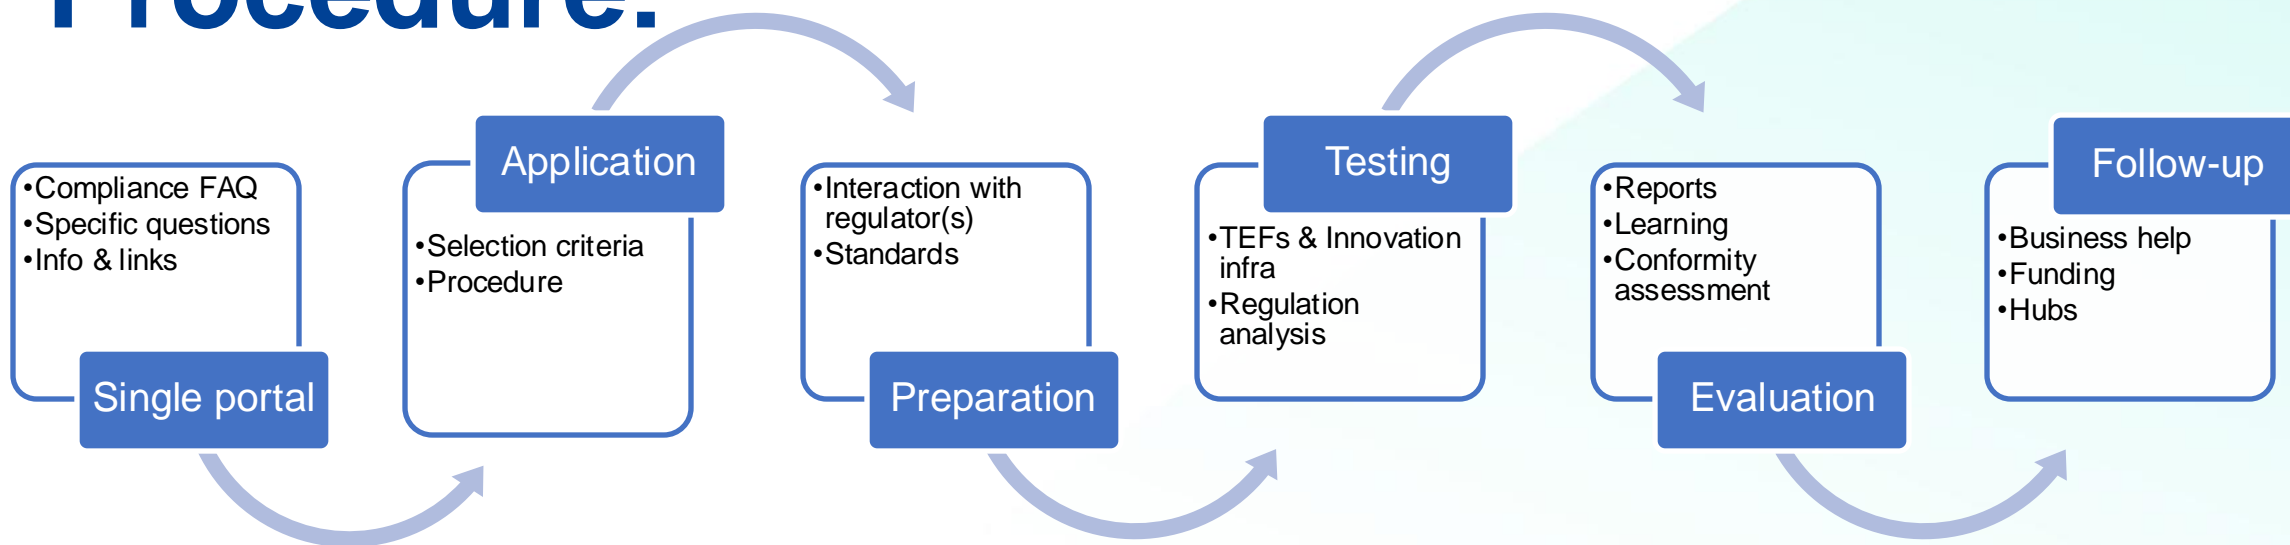 Procedure.
•Compliance FAQ
•Specific questions
•Info & links
Single portal
Application
•Selection criteria
•Procedure
•Interaction with
regulator(s)
•Standards
Preparation
Testing
•TEFs & Innovation
infra
•Regulation
analysis
•Reports
•Learning
•Conformity
assessment
Evaluation
Follow-up
•Business help
•Funding
•Hubs